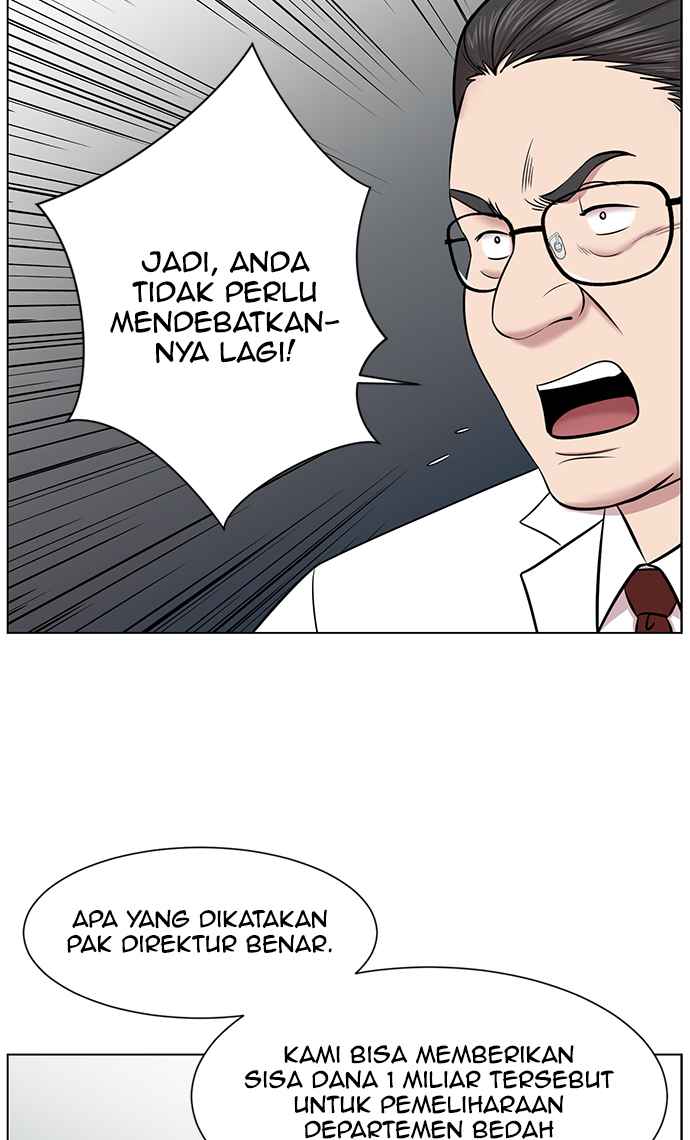 JADI, ANDA
TIDAK PERLU
MENDEBATKAN-
NYA LAGI!
APA YANG DIKATAKAN
PAK DIREKTUR BENAR.
KAMI BISA MEMBERIKAN
SISA DANA 1 MILIAR TERSEBUT
UNTUK PEMELIHARAAN
DEPARTEMEN BEDAH